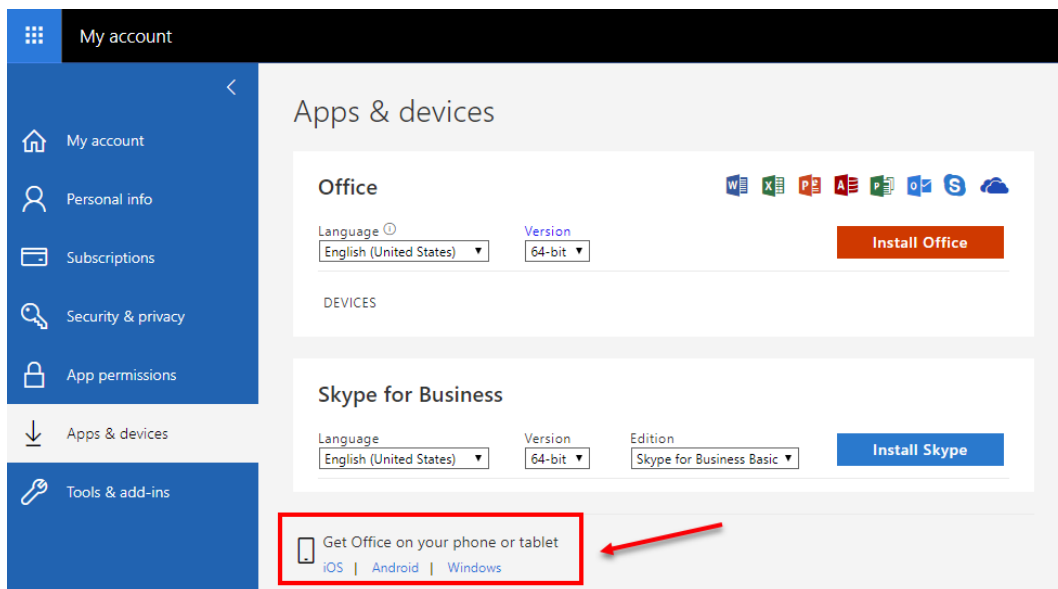 My account
My account
Personal info
Subscriptions
Security & privacy
App permissions
Apps & devices
Tools & add-ins
Apps & devices
Office
Language
Version
English (United States)
64-bit
Install Office
DEVICES
Skype for Business
Language
Version
Edition
English (United States)
64-bit
Skype for Business Basic
Install Skype
Get Office on your phone or tablet
iOS | Android | Windows